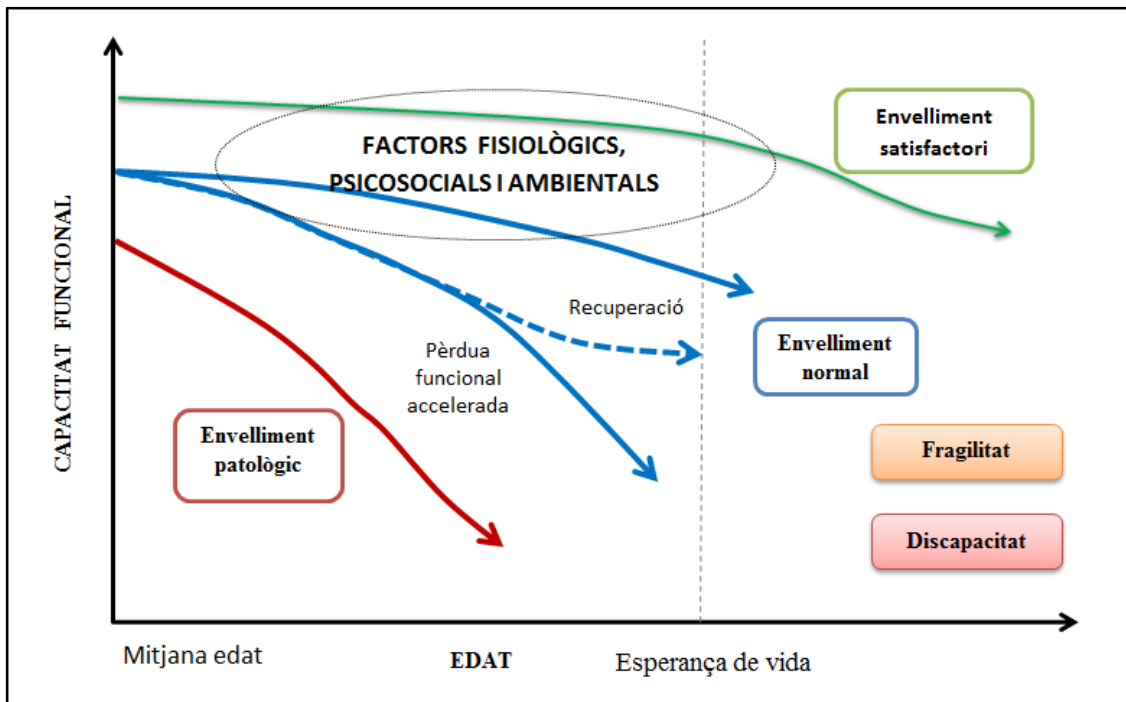 CAPACITAT FUNCIONAL
Envelliment
satisfactori
FACTORS FISIOLÒGICS,
PSICOSOCIALS I AMBIENTALS
Recuperació
Pèrdua
funcional
accelerada
Envelliment
normal
Envelliment
patològic
Fragilitat
Discapacitat
Mitjana edat
EDAT
Esperança de vida